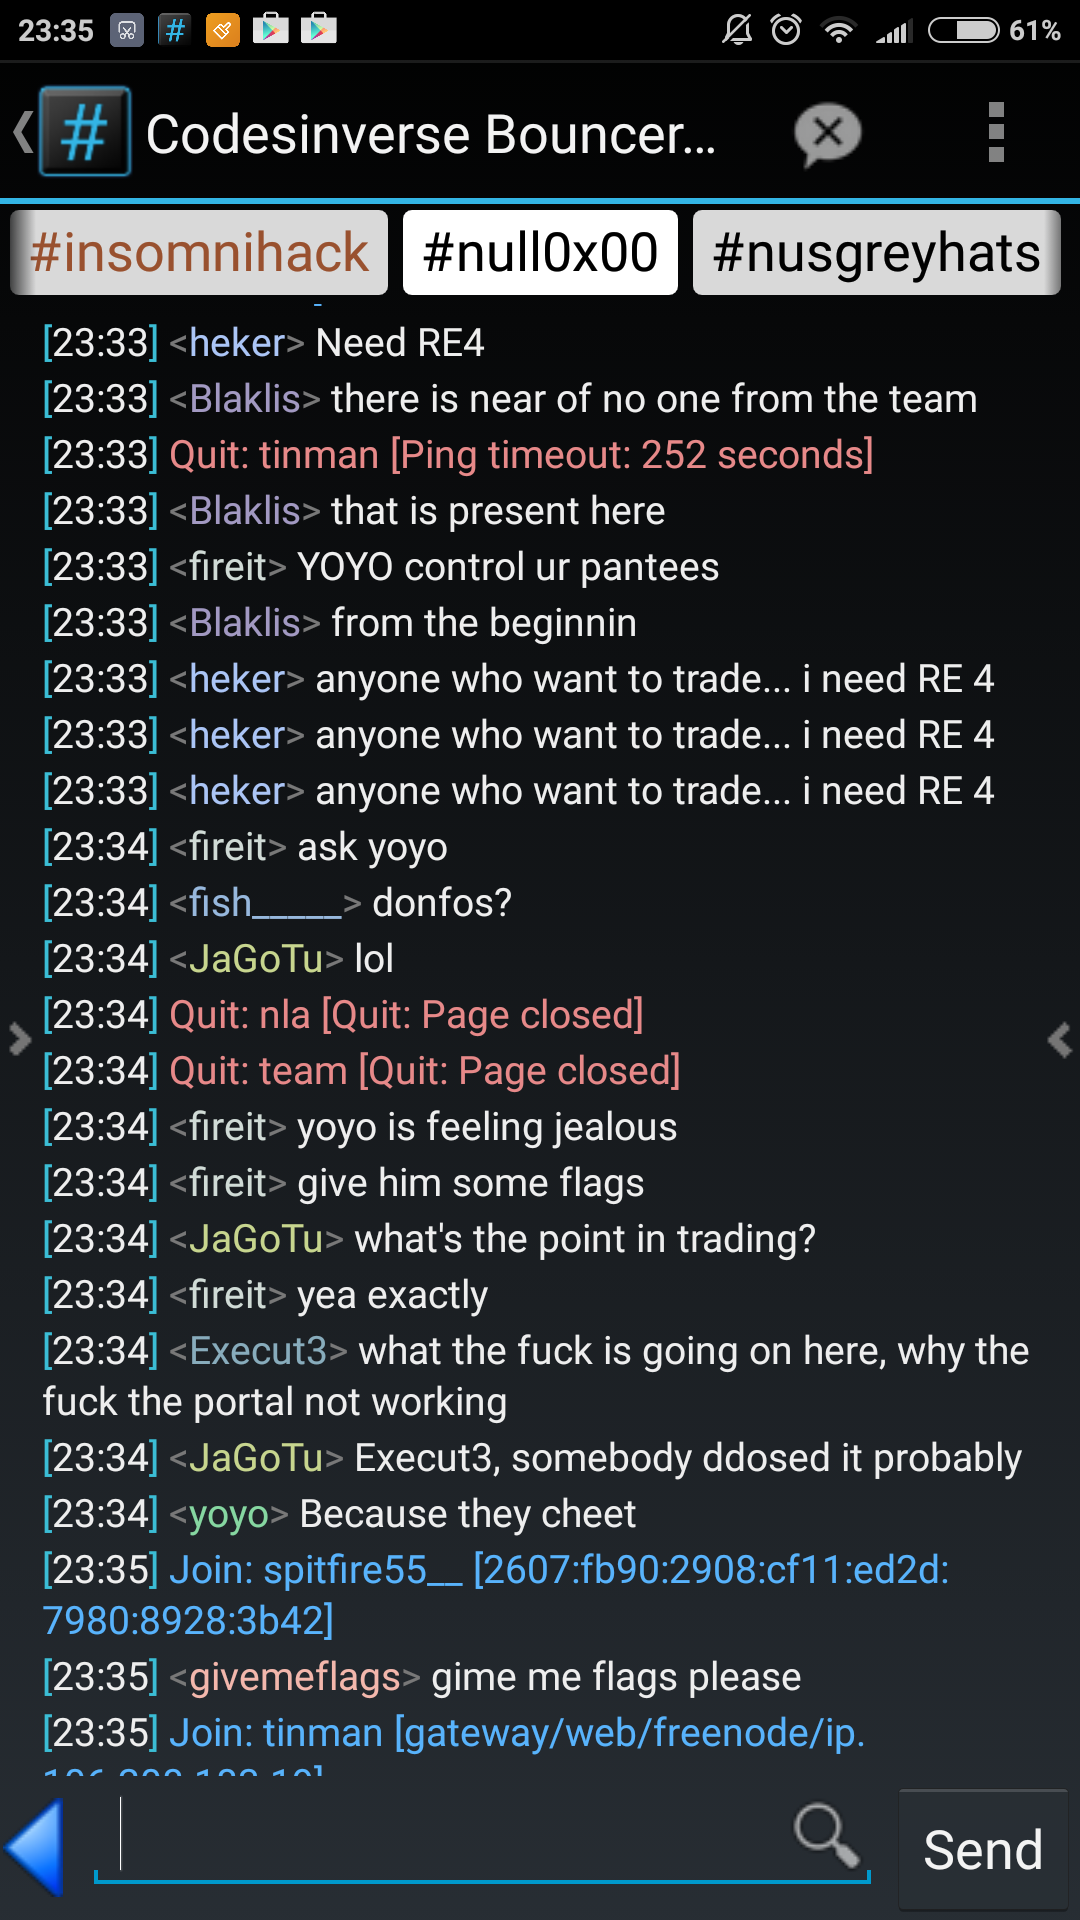 23:35
61%
Codesinverse Bouncer...
#insomnihack #null0x00 #nusgreyhats
[23:33] <heker> Need RE4
[23:33] <Blaklis> there is near of no one from the team
[23:33] Quit: tinman [Ping timeout: 252 seconds]
[23:33] <Blaklis> that is present here
[23:33] <fireit> YOYO control ur pantees
[23:33] <Blaklis> from the beginnin
[23:33] <heker> anyone who want to trade... i need RE 4
[23:33] <heker> anyone who want to trade... i need RE 4
[23:33] <heker> anyone who want to trade... i need RE 4
[23:34] <fireit> ask yoyo
[23:34] <fish_____> donfos?
[23:34] <JaGoTu> lol
[23:34] Quit: nla [Quit: Page closed]
[23:34] Quit: team [Quit: Page closed]
[23:34] <fireit> yoyo is feeling jealous
[23:34] <fireit> give him some flags
[23:34] <JaGoTu> what's the point in trading?
[23:34] <fireit> yea exactly
[23:34] <Execut3> what the fuck is going on here, why the
fuck the portal not working
[23:34] <JaGoTu> Execut3, somebody ddosed it probably
[23:34] <yoyo> Because they cheet
[23:35] Join: spitfire55__ [2607:fb90:2908:cf11:ed2d:
7980:8928:3b42]
[23:35] <givemeflags> gime me flags please
[23:35] Join: tinman [gateway/web/freenode/ip.
Send